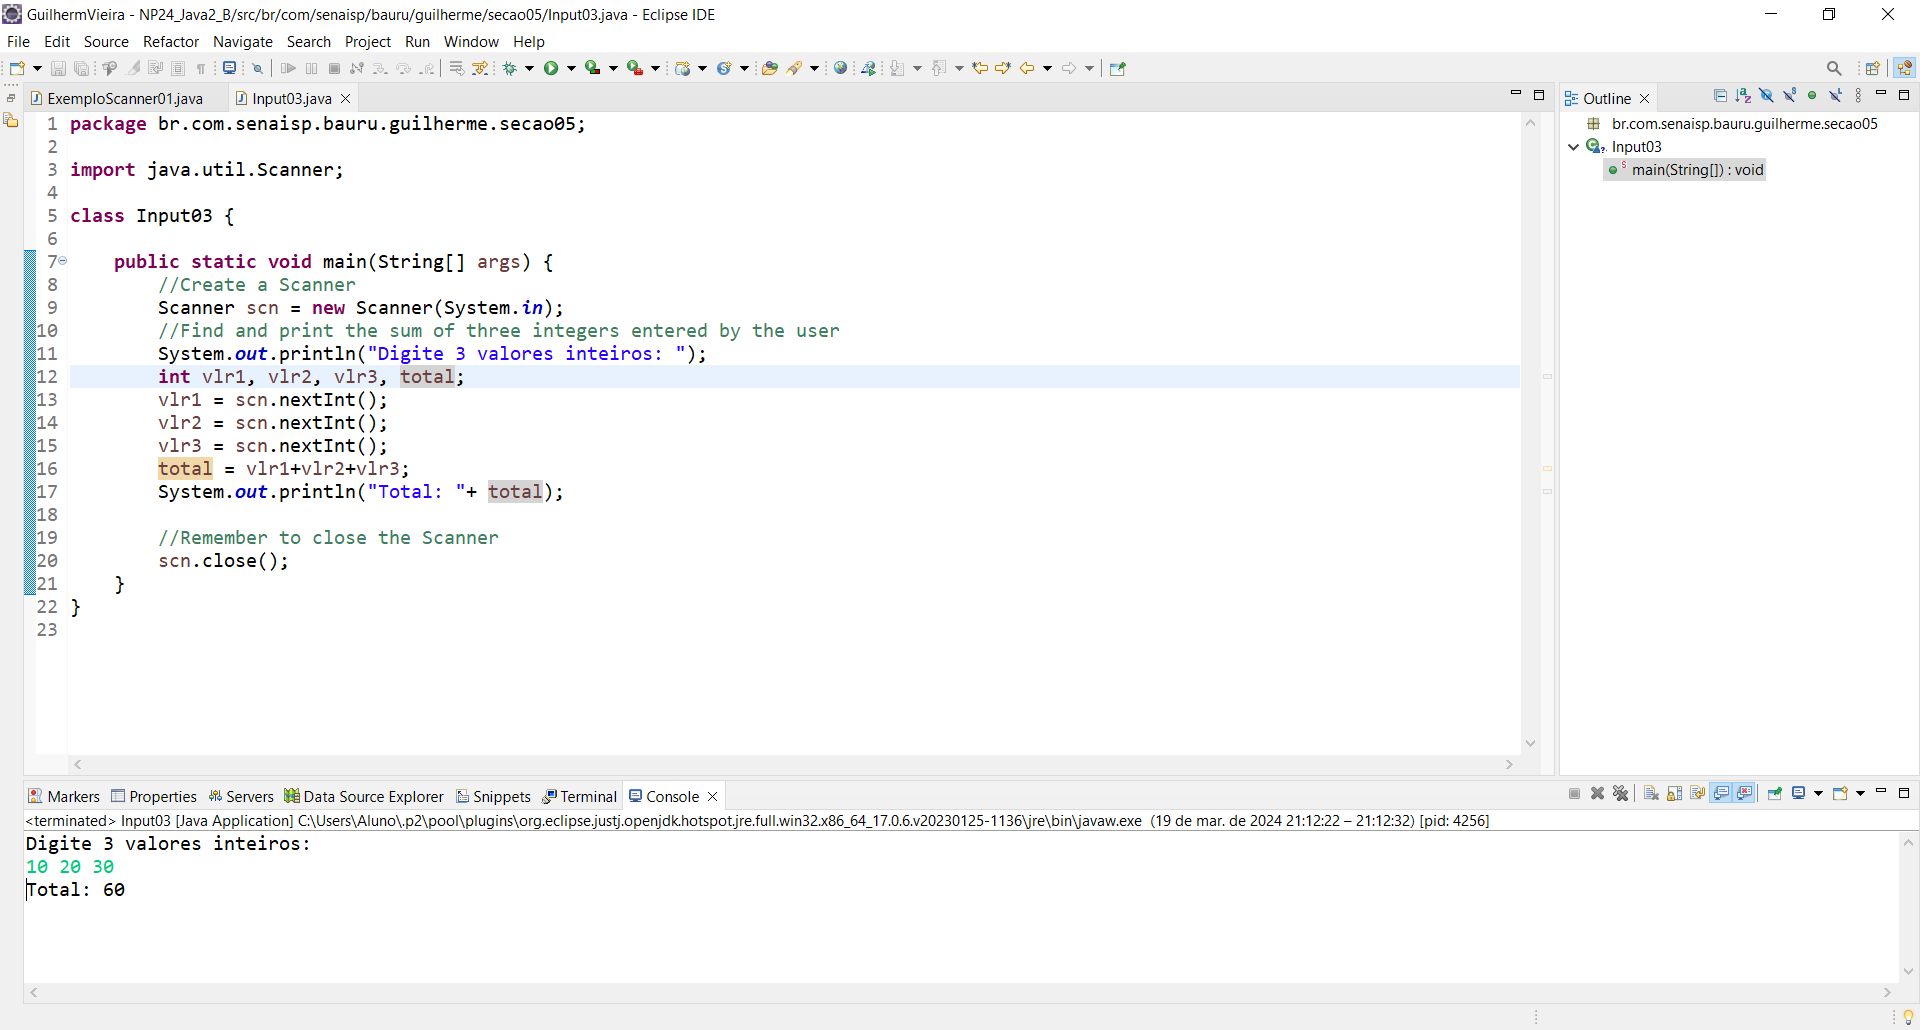 GuilhermVieira - NP24_Java2_B/src/br/com/senaisp/bauru/guilherme/secao05/Input03.java - Eclipse IDE
File Edit Source Refactor Navigate Search Project Run Window Help
ExemploScanner01.java Input03.java
Outline
1 package br.com.senaisp.bauru.guilherme.secao05;
2
3 import java.util.Scanner;
4
5 class Input03 {
6
7 public static void main(String[] args) {
8 //Create a Scanner
9 Scanner scn = new Scanner(System.in);
10 //Find and print the sum of three integers entered by the user
11 System.out.println("Digite 3 valores inteiros: ");
12 int vlr1, vlr2, vlr3, total;
13 vlr1 = scn.nextInt();
14 vlr2 = scn.nextInt();
15 vlr3 = scn.nextInt();
16 total = vlr1+vlr2+vlr3;
17 System.out.println("Total: "+ total);
18
19 //Remember to close the Scanner
20 scn.close();
21 }
22 }
23
br.com.senaisp.bauru.guilherme.secao05
Input03
main(String[]) : void
Markers Properties Servers Data Source Explorer Snippets Terminal Console
<terminated> Input03 [Java Application] C:\Users\Aluno\.p2\pool\plugins\org.eclipse.justj.openjdk.hotspot.jre.full.win32.x86_64_17.0.6.v20230125-1136\jre\bin\javaw.exe (19 de mar. de 2024 21:12:22 – 21:12:32) [pid: 4256]
Digite 3 valores inteiros:
10 20 30
Total: 60